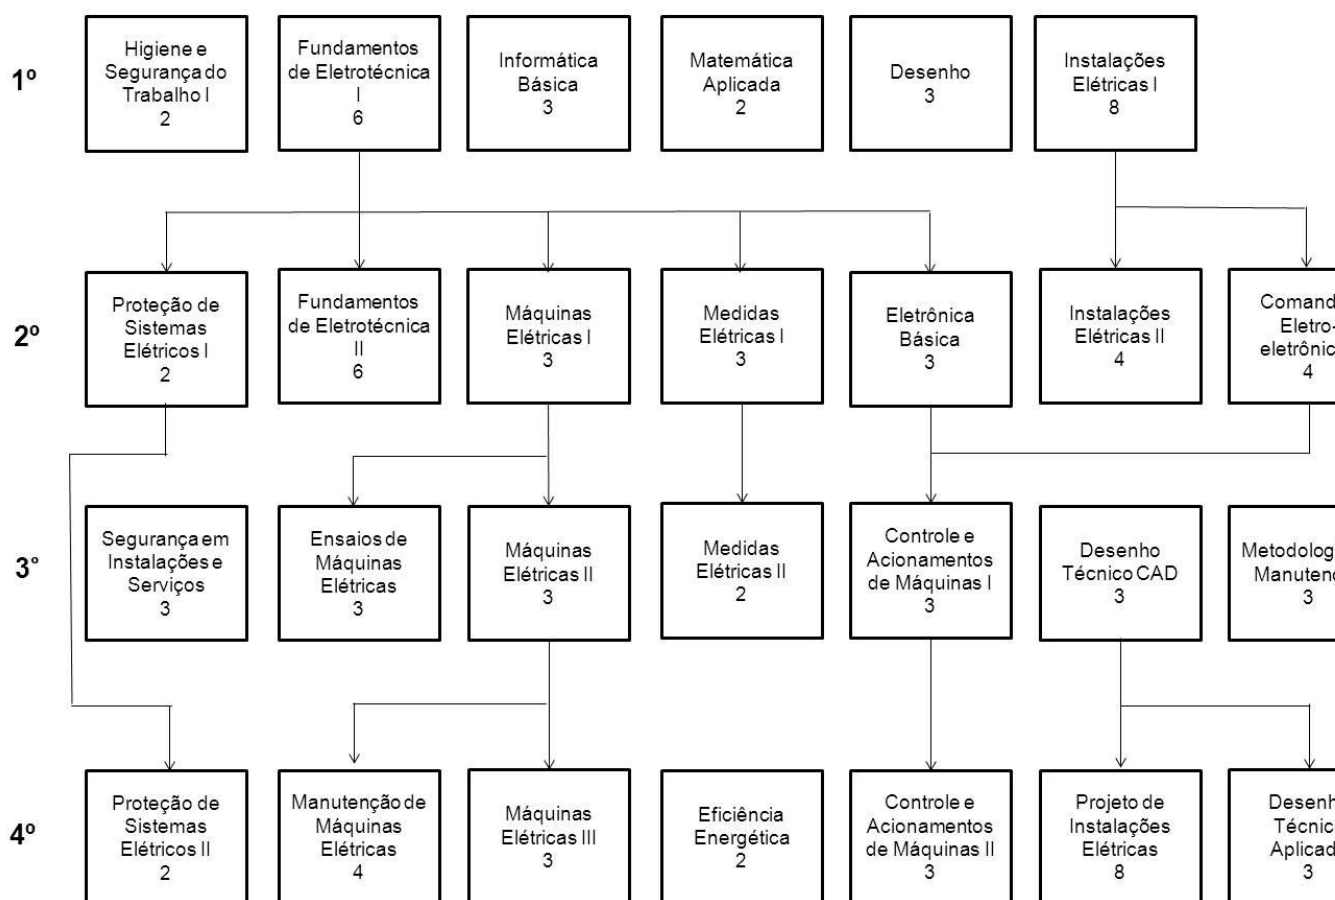 1º
Higiene e
Segurança do
Trabalho I
2
Fundamentos
de Eletrotécnica
I
6
Informática
Básica
3
Matemática
Aplicada
2
Desenho
3
Instalações
Elétricas I
8
2º
Proteção de
Sistemas
Elétricos I
2
Fundamentos
de Eletrotécnica
II
6
Máquinas
Elétricas I
3
Medidas
Elétricas I
3
Eletrônica
Básica
3
Instalações
Elétricas II
4
Eletro-
4
3°
Segurança em
Instalações e
Serviços
3
Ensaios de
Máquinas
Elétricas
3
Máquinas
Elétricas II
3
Medidas
Elétricas II
2
Controle e
Acionamentos
de Máquinas I
3
Desenho
Técnico CAD
3
3
4º
Proteção de
Sistemas
Elétricos II
2
Manutenção de
Máquinas
Elétricas
4
Máquinas
Elétricas III
3
Eficiência
Energética
2
Controle e
Acionamentos
de Máquinas II
3
Projeto de
Instalações
Elétricas
8
3